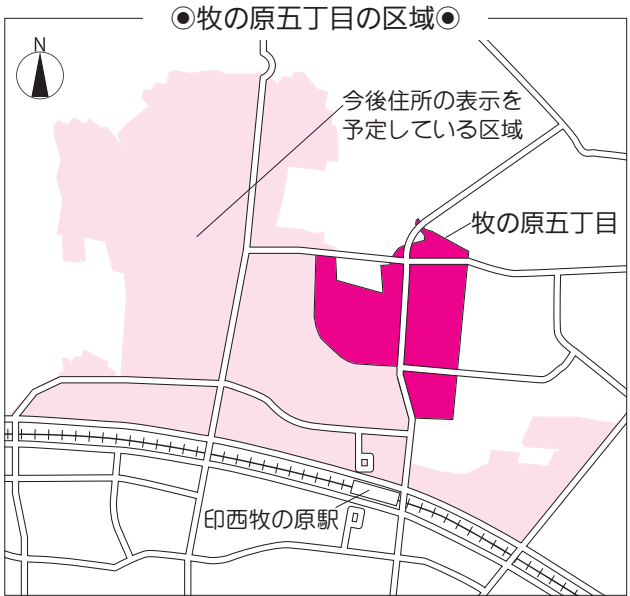 ◉牧の原五丁目の区域◉
N
今後住所の表示を
予定している区域
牧の原五丁目
印西牧の原駅